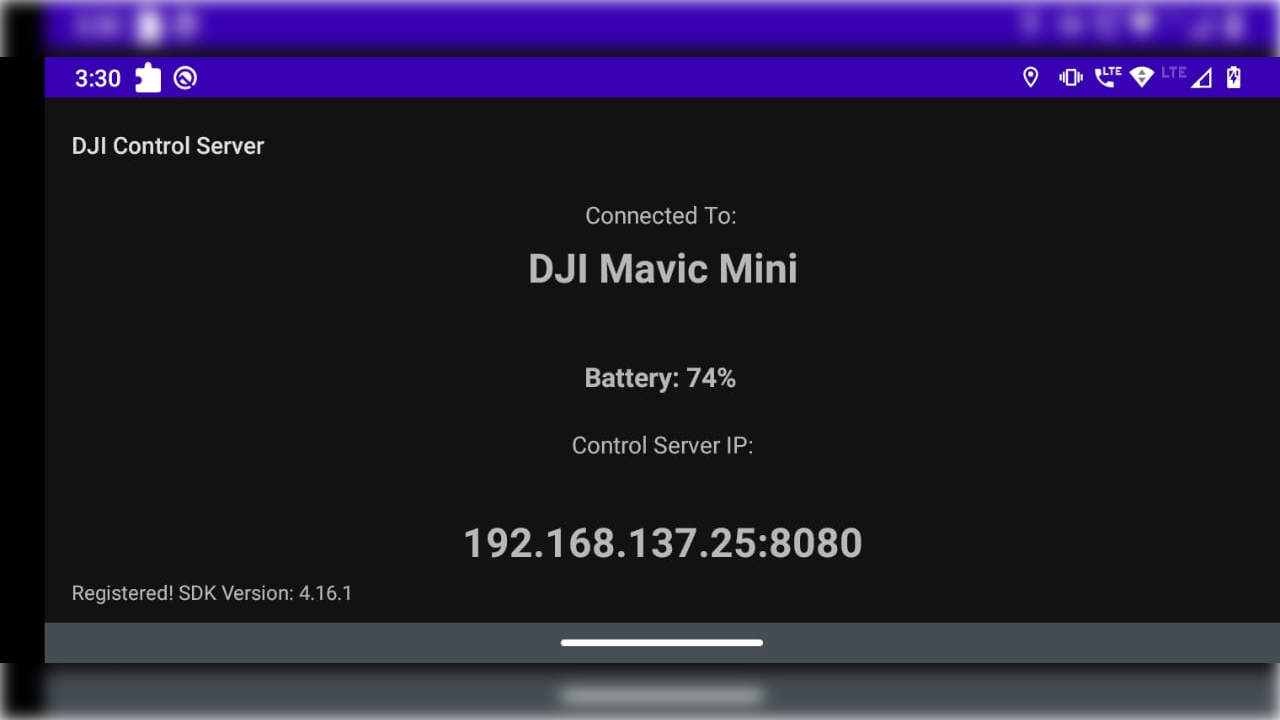 3:30 LTE LTE
DJI Control Server
Connected To:
DJI Mavic Mini
Battery: 74%
Control Server IP:
192.168.137.25:8080
Registered! SDK Version: 4.16.1